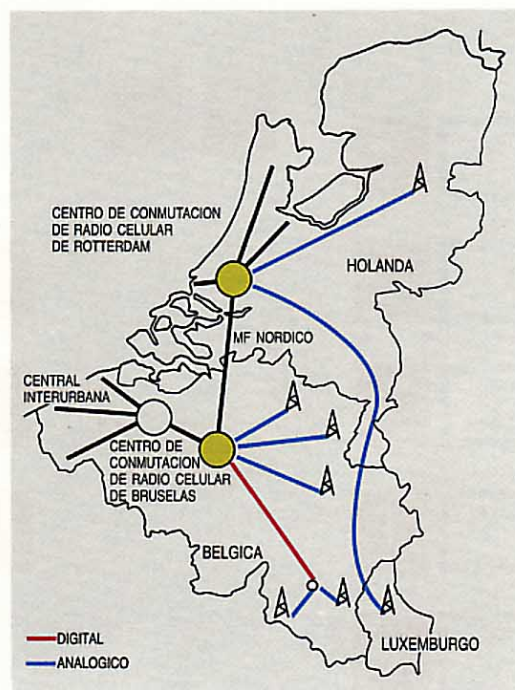 CENTRO DE CONMUTACION
DE RADIO CELULAR
DE ROTTERDAM
HOLANDA
MF NORDICO
CENTRAL
INTERURBANA
CENTRO DE
CONMUTACION
DE RADIO CELULAR
DE BRUSELAS
BELGICA
LUXEMBURGO
DIGITAL
ANALOGICO